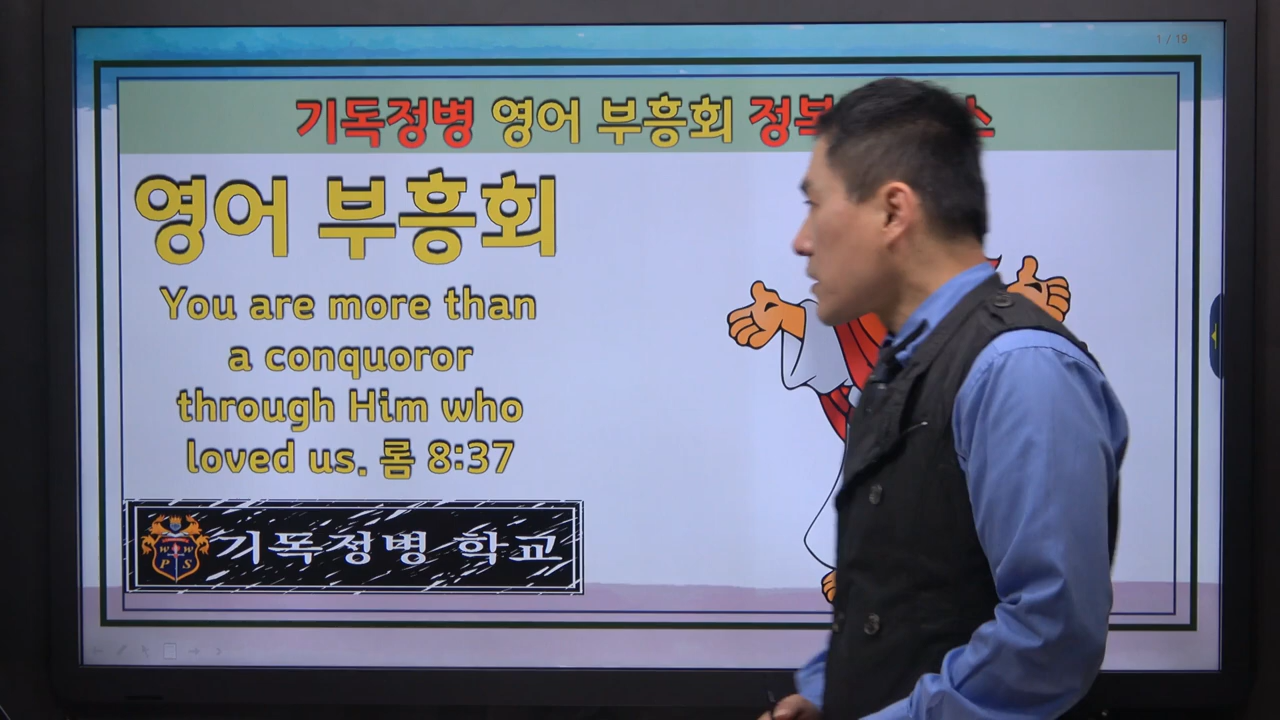 1 / 19
기독정병 영어 부흥회
영어 부흥회
You are more than
a conquoror
through Him who
loved us. 롬 8:37
기독정병 학교
W W
P S